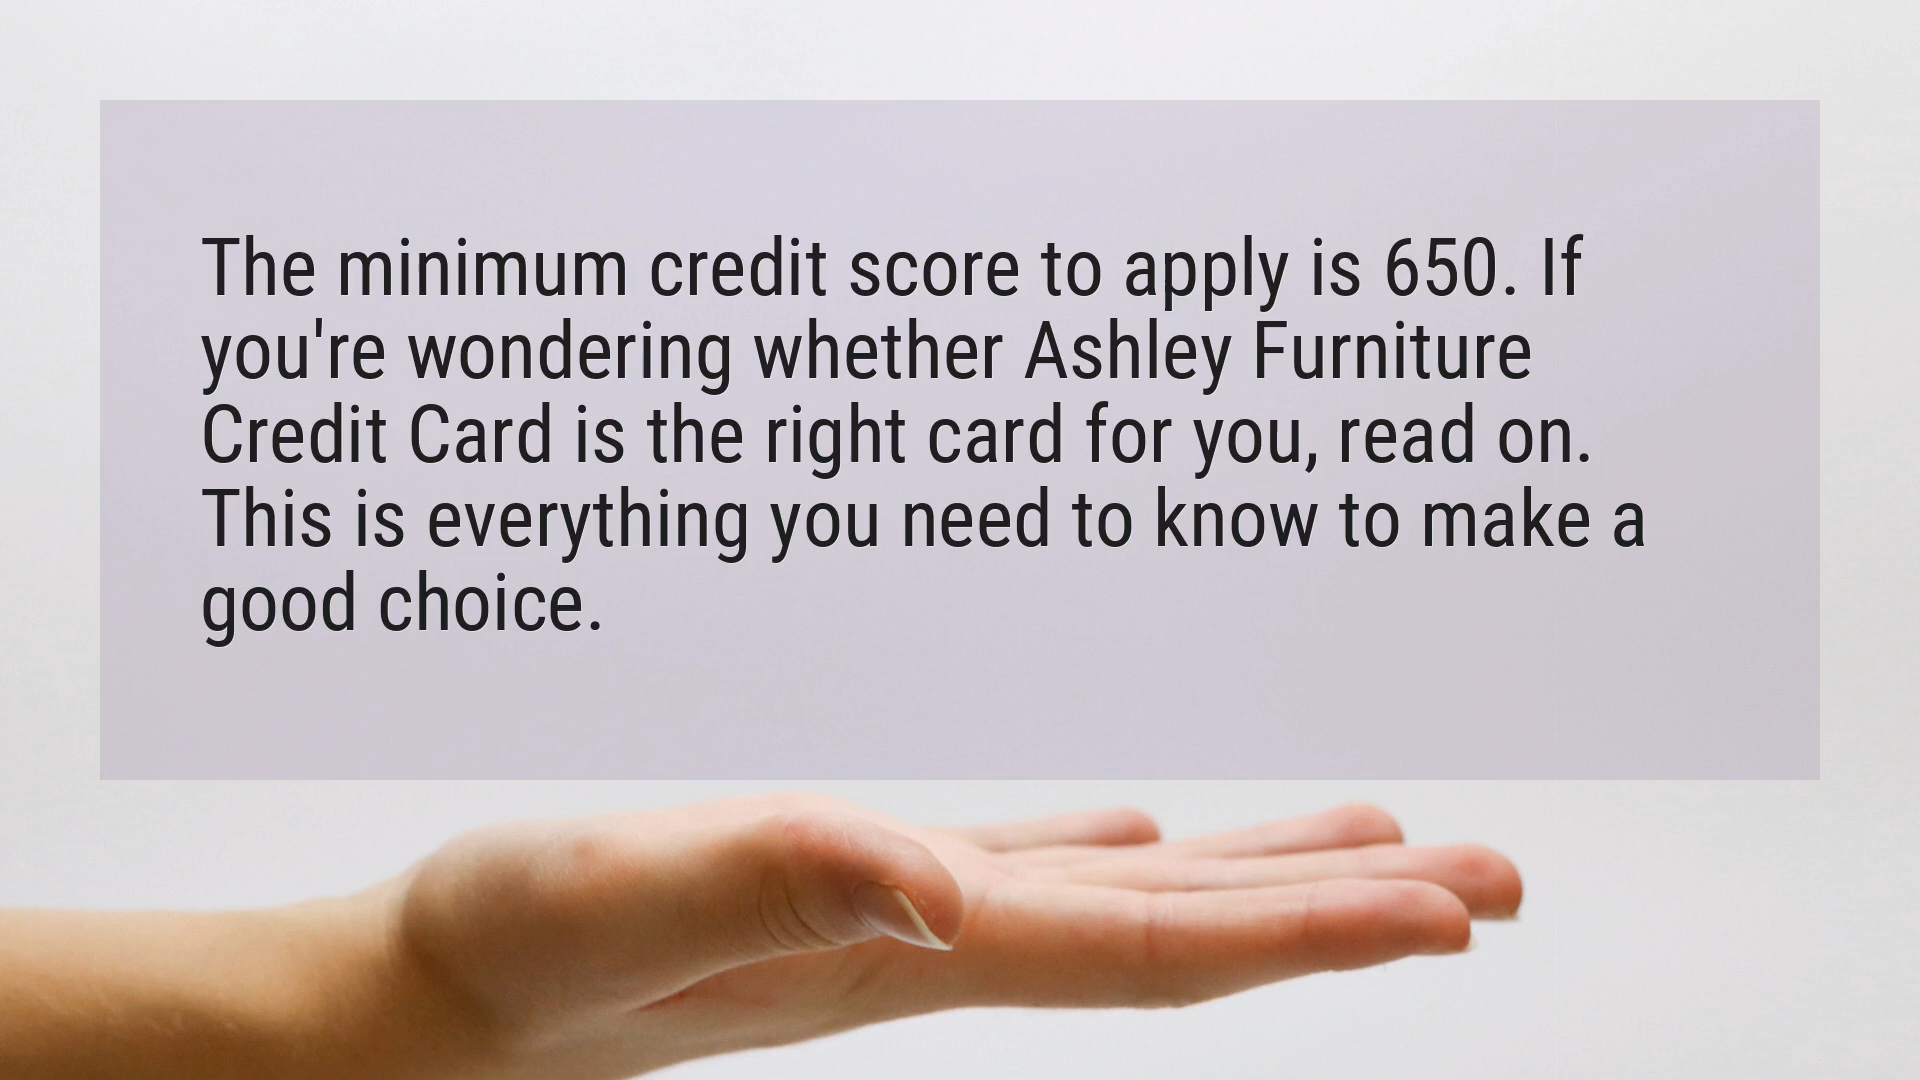 The minimum credit score to apply is 650. If
you're wondering whether Ashley Furniture
Credit Card is the right card for you, read on.
This is everything you need to know to make a
good choice.